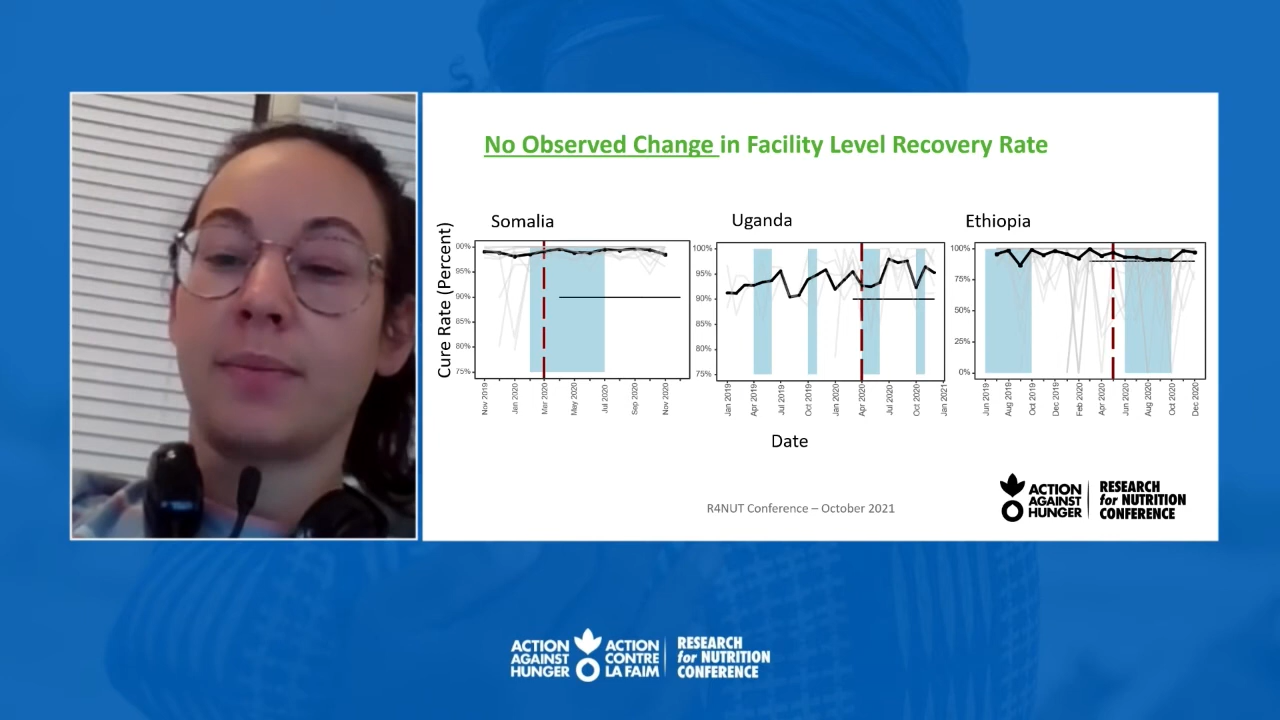 No Observed Change in Facility Level Recovery Rate
Somalia
Uganda
Ethiopia
Cure Rate (Percent)
00%
95%
90%
85%
80%
75%
100%
95%
90%
85%
80%
75%
100%
75%
50%
25%
0%
Nov 2019
Jan 2020
Mar 2020
May 2020
Jul 2020
Sep 2020
Nov 2020
Jan 2019
Apr 2019
Jul 2019
Oct 2019
Jan 2020
Apr 2020
Jul 2020
Oct 2020
Jan 2021
Jun 2019
Aug 2019
Oct 2019
Dec 2019
Feb 2020
Apr 2020
Jun 2020
Aug 2020
Oct 2020
Dec 2020
Date
R4NUT Conference – October 2021
ACTION
AGAINST
HUNGER
RESEARCH
for NUTRITION
CONFERENCE
ACTION
AGAINST
HUNGER
ACTION
CONTRE
LA FAIM
RESEARCH
for NUTRITION
CONFERENCE